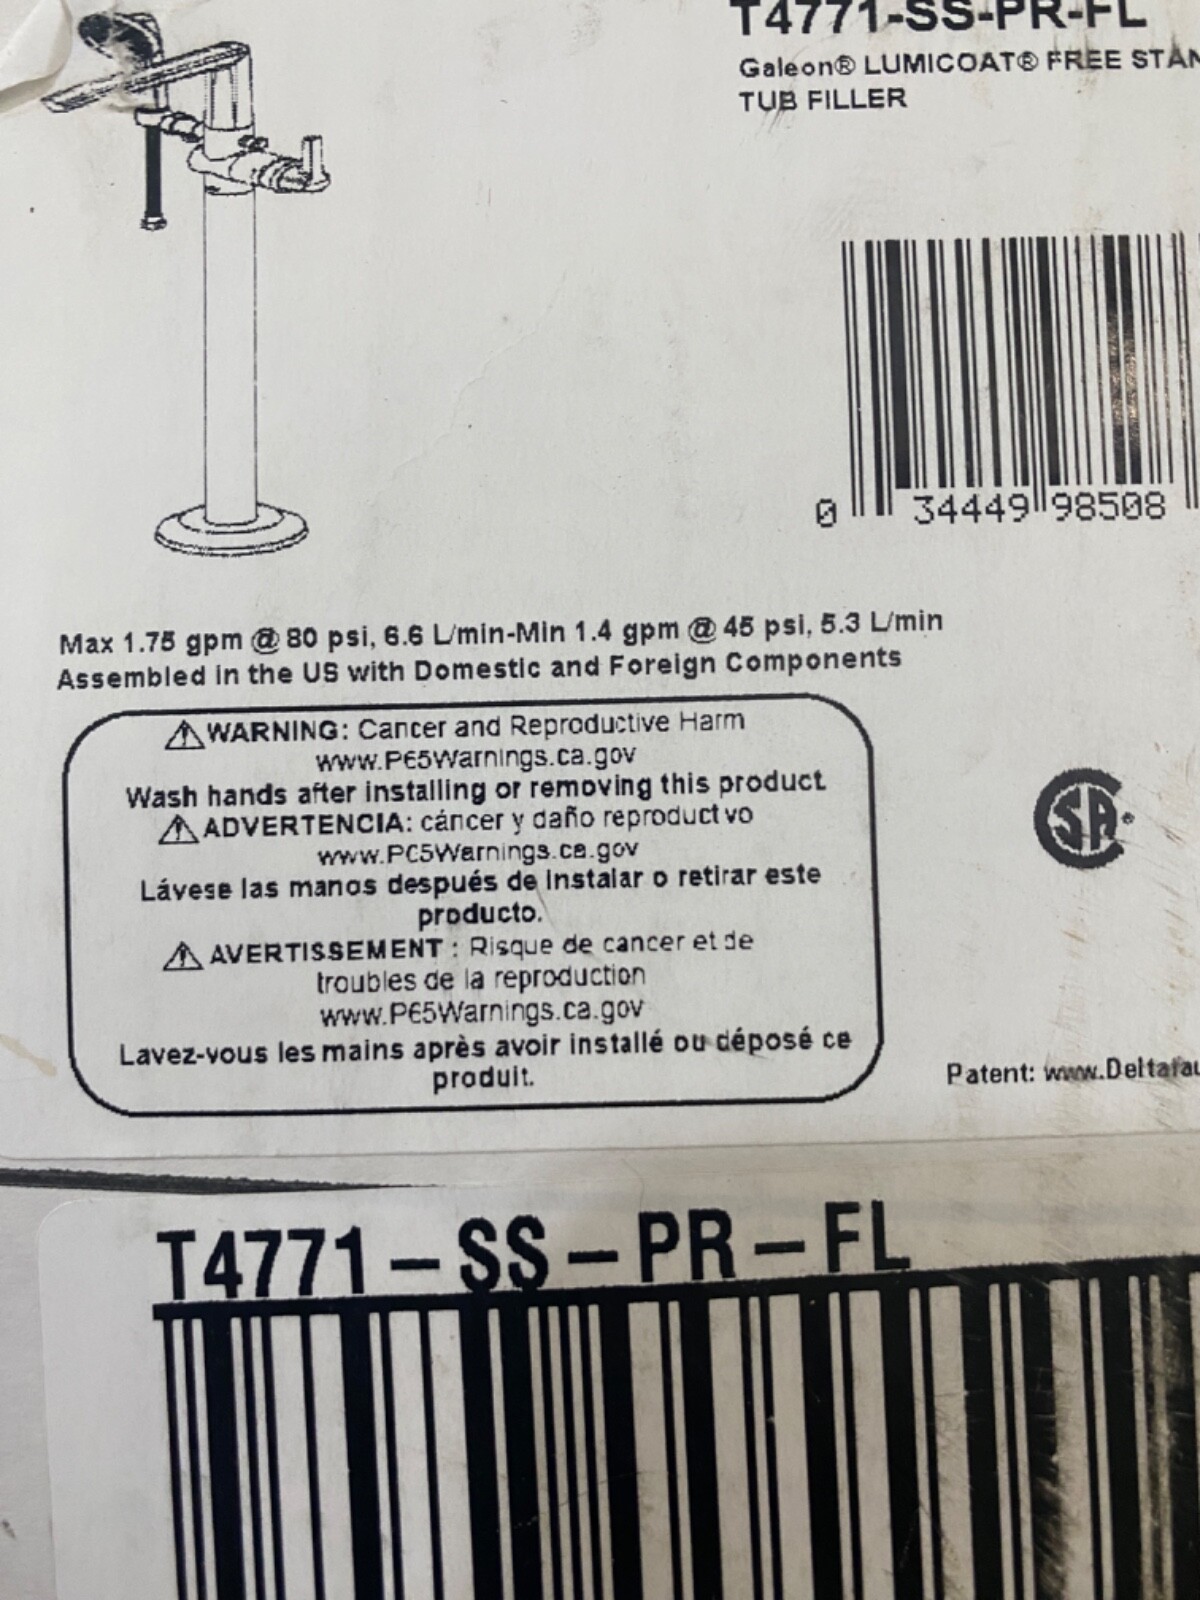 T4771-SS-PR-FL
Galeon® LUMICOAT® FREE STAN
TUB FILLER
0 34449 98508
Max 1.75 gpm @ 80 psi, 6.6 L/min-Min 1.4 gpm @ 45 psi, 5.3 L/min
Assembled in the US with Domestic and Foreign Components
⚠WARNING: Cancer and Reproductive Harm
www.P65Warnings.ca.gov
Wash hands after installing or removing this product
⚠ADVERTENCIA: cáncer y daño reproductivo
www.P65Warnings.ca.gov
Lávese las manos después de instalar o retirar este
producto.
⚠AVERTISSEMENT : Risque de cancer et de
troubles de la reproduction
www.P65Warnings.ca.gov
Lavez-vous les mains après avoir installé ou déposé ce
produit.
CSA
Patent: www.Deltafau
T4771-SS-PR-FL